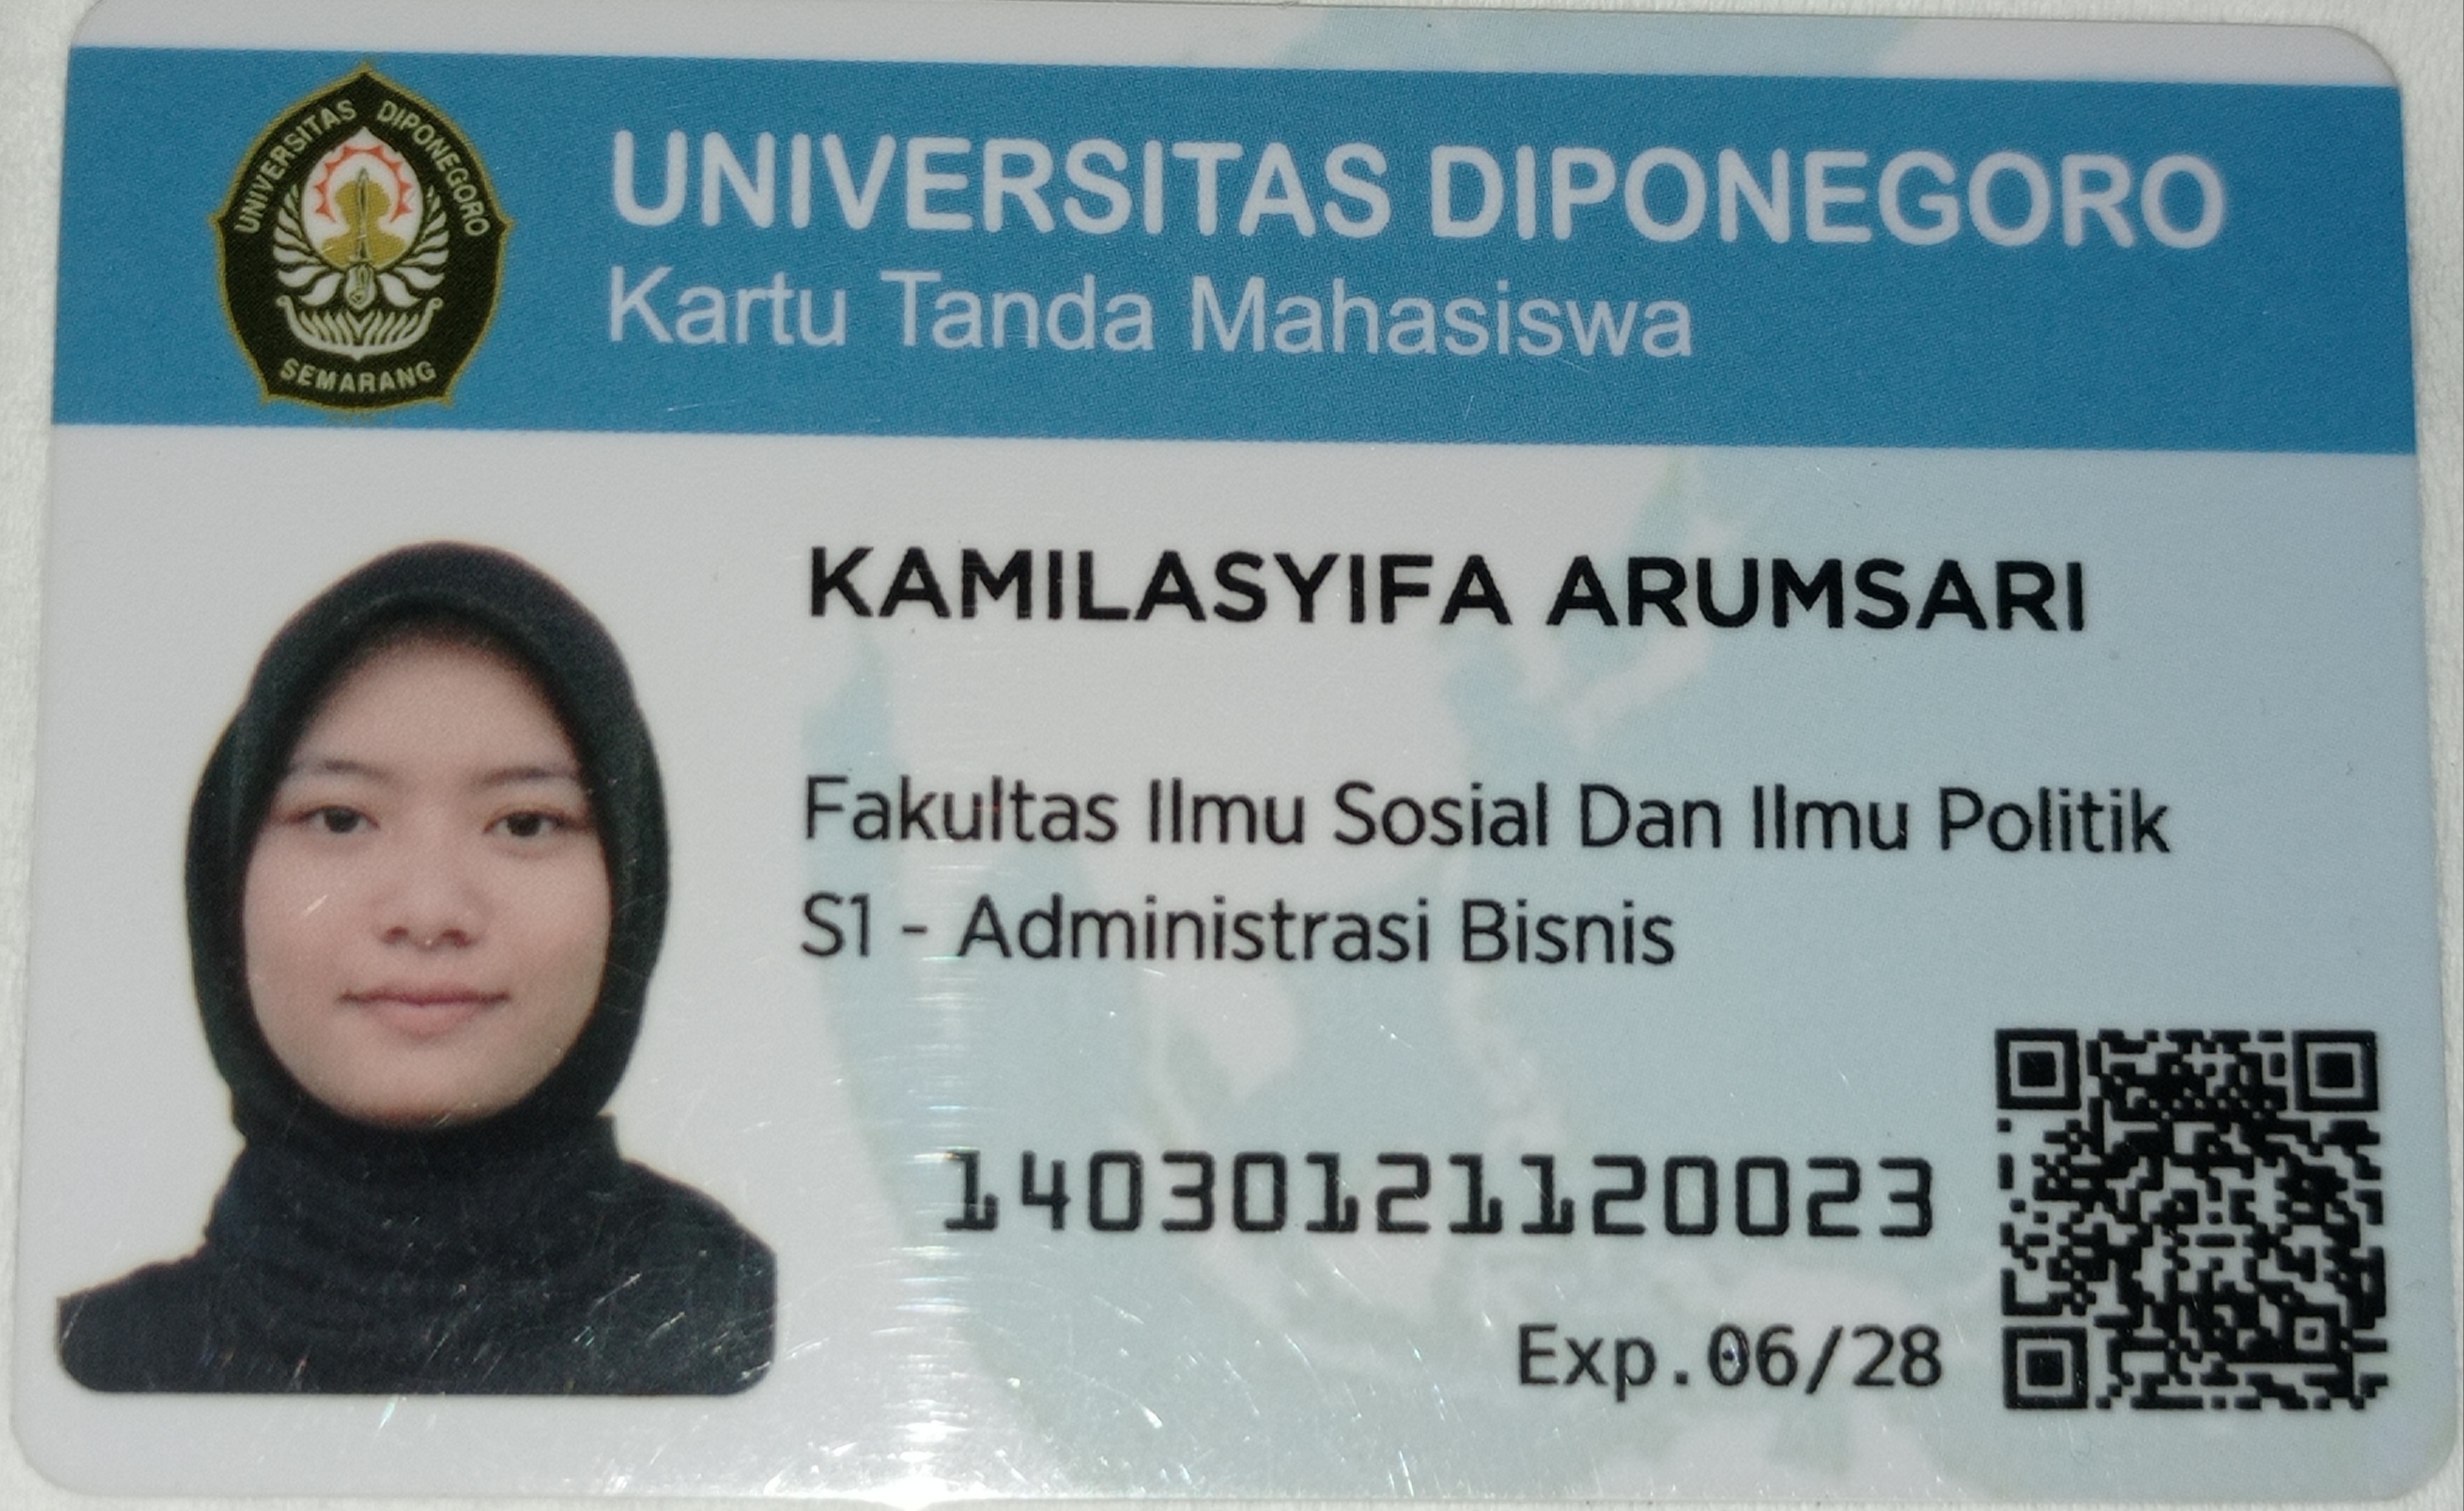 UNIVERSITAS DIPONEGORO
SEMARANG
UNIVERSITAS DIPONEGORO
Kartu Tanda Mahasiswa
KAMILASYIFA ARUMSARI
Fakultas Ilmu Sosial Dan Ilmu Politik
S1 - Administrasi Bisnis
14030121120023
Exp.06/28